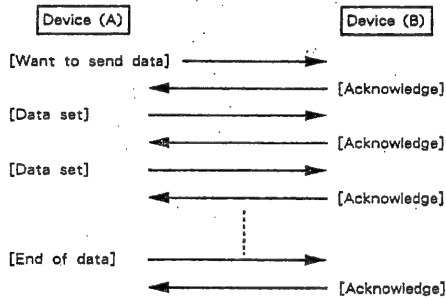 Device (A) Device (B)
[Want to send data]
[Acknowledge]
[Data set]
[Acknowledge]
[Data set]
[Acknowledge]
[End of data]
[Acknowledge]